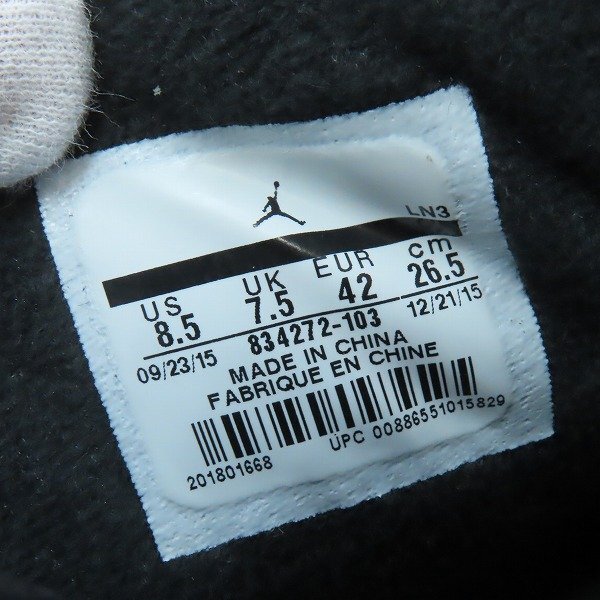 LN3
US UK EUR cm
8.5 7.5 42 26.5
09/23/15 834272-103 12/21/15
MADE IN CHINA
FABRIQUE EN CHINE
201801668 UPC 00886551015829